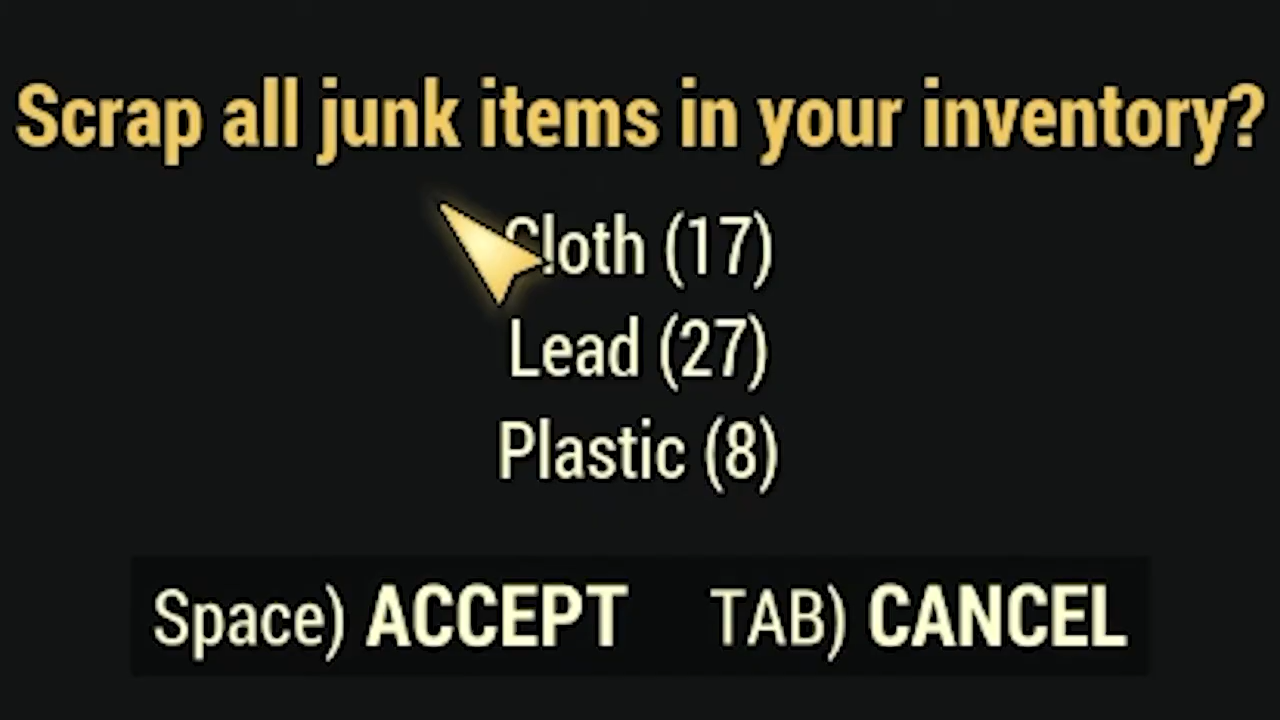 Scrap all junk items in your inventory?
Cloth (17)
Lead (27)
Plastic (8)
Space) ACCEPT TAB) CANCEL